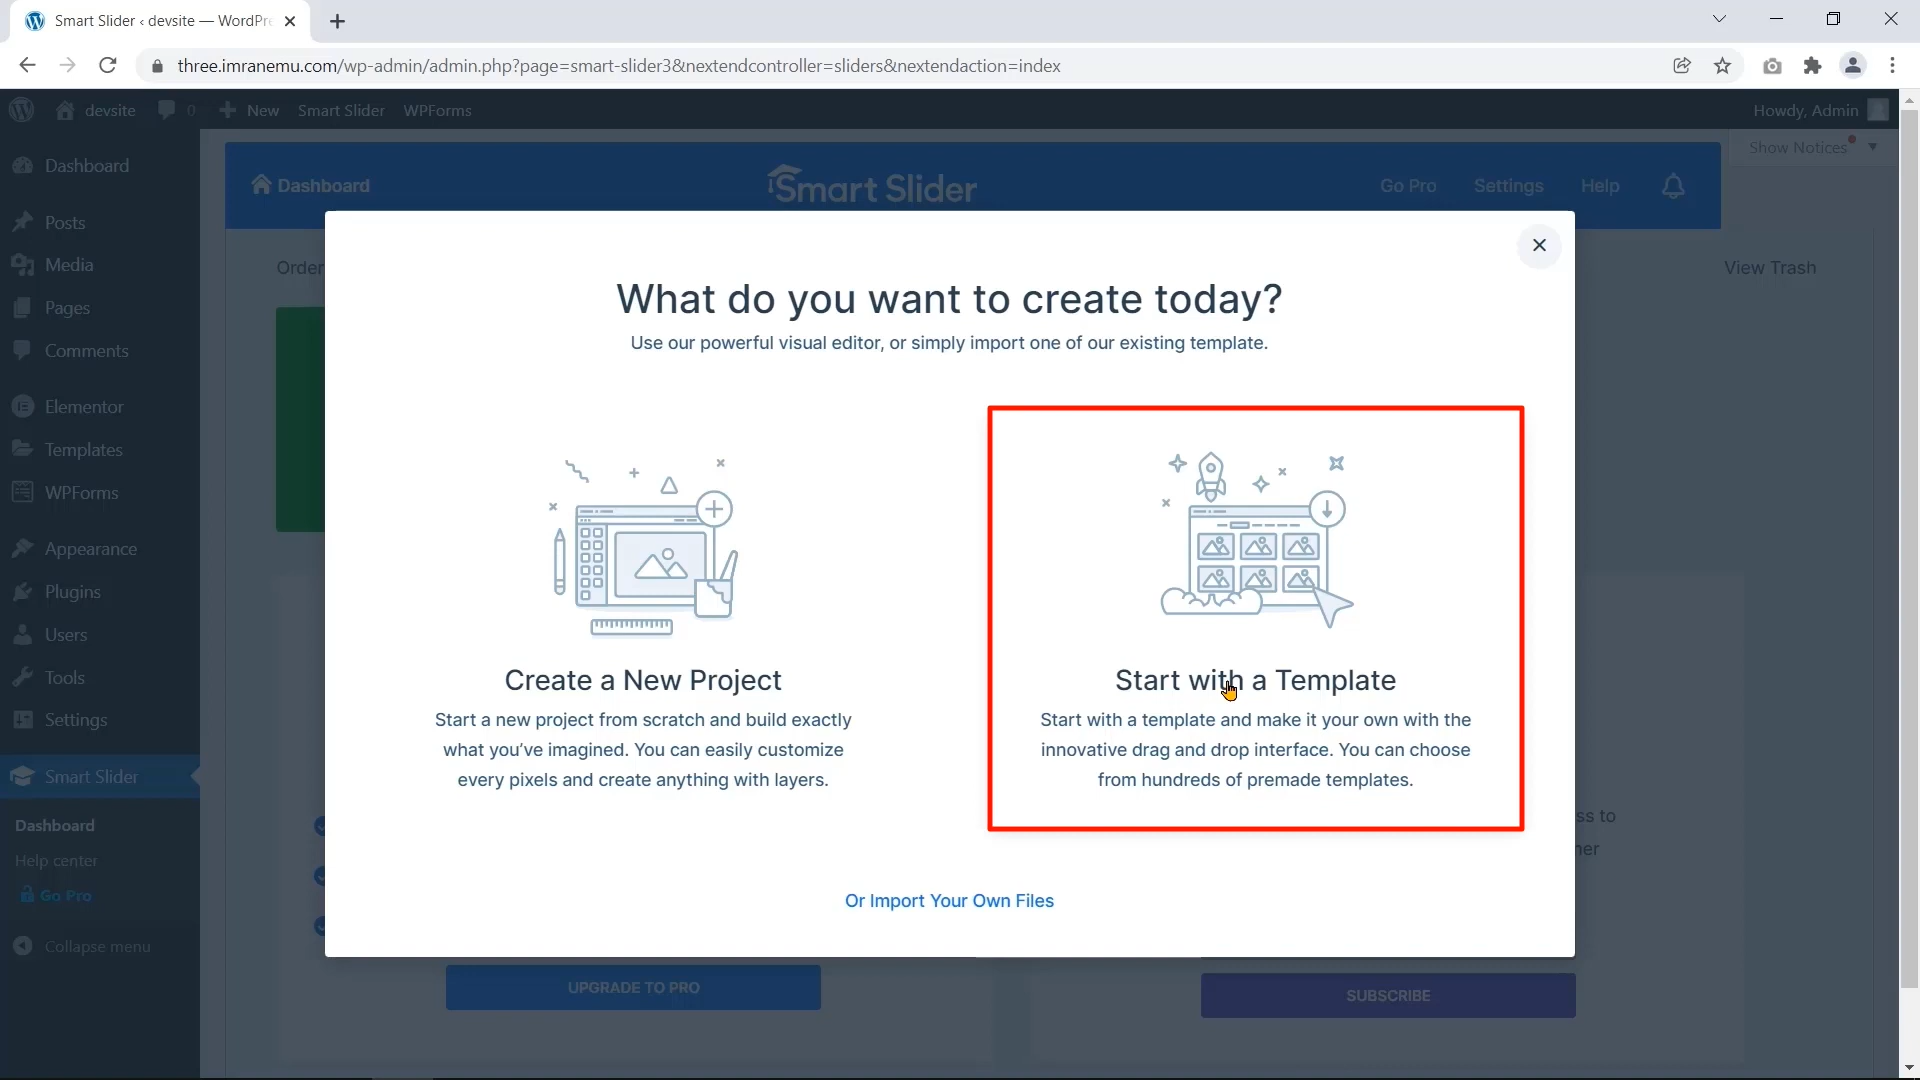 Smart Slider ‹ devsite — WordPre
three.imranemu.com/wp-admin/admin.php?page=smart-slider3&nextendcontroller=sliders&nextendaction=index
devsite 0 New Smart Slider WPForms Howdy, Admin
Show Notices
Dashboard
Posts
Media
Pages
Comments
Elementor
Templates
WPForms
Appearance
Plugins
Users
Tools
Settings
Smart Slider
Dashboard
Help center
Go Pro
Collapse menu
Dashboard Smart Slider Go Pro Settings Help
Order View Trash
What do you want to create today?
Use our powerful visual editor, or simply import one of our existing template.
Create a New Project
Start a new project from scratch and build exactly
what you've imagined. You can easily customize
every pixels and create anything with layers.
Start with a Template
Start with a template and make it your own with the
innovative drag and drop interface. You can choose
from hundreds of premade templates.
Or Import Your Own Files
ss to
her
UPGRADE TO PRO
SUBSCRIBE